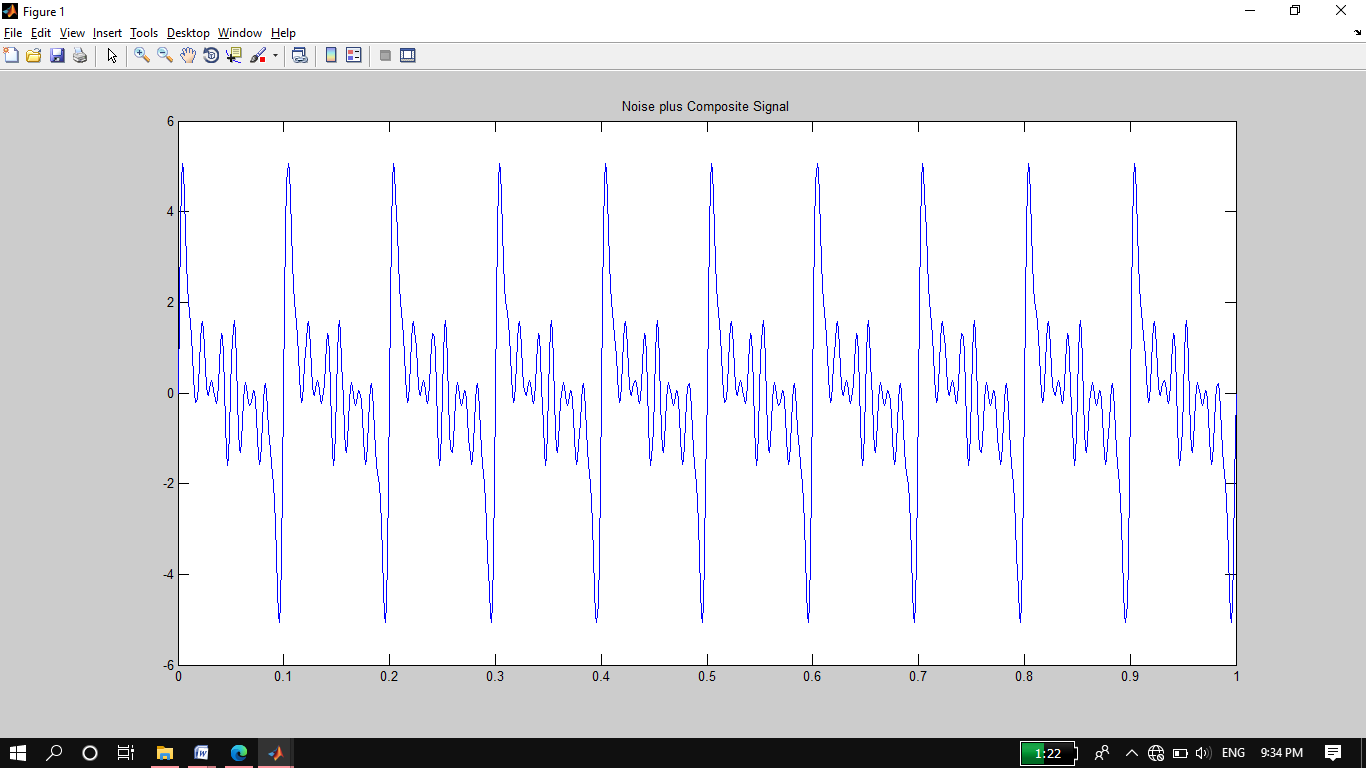 Figure 1
File Edit View Insert Tools Desktop Window Help
Noise plus Composite Signal
6
4
2
0
-2
-4
-6
0 0.1 0.2 0.3 0.4 0.5 0.6 0.7 0.8 0.9 1
1:22 ENG 9:34 PM